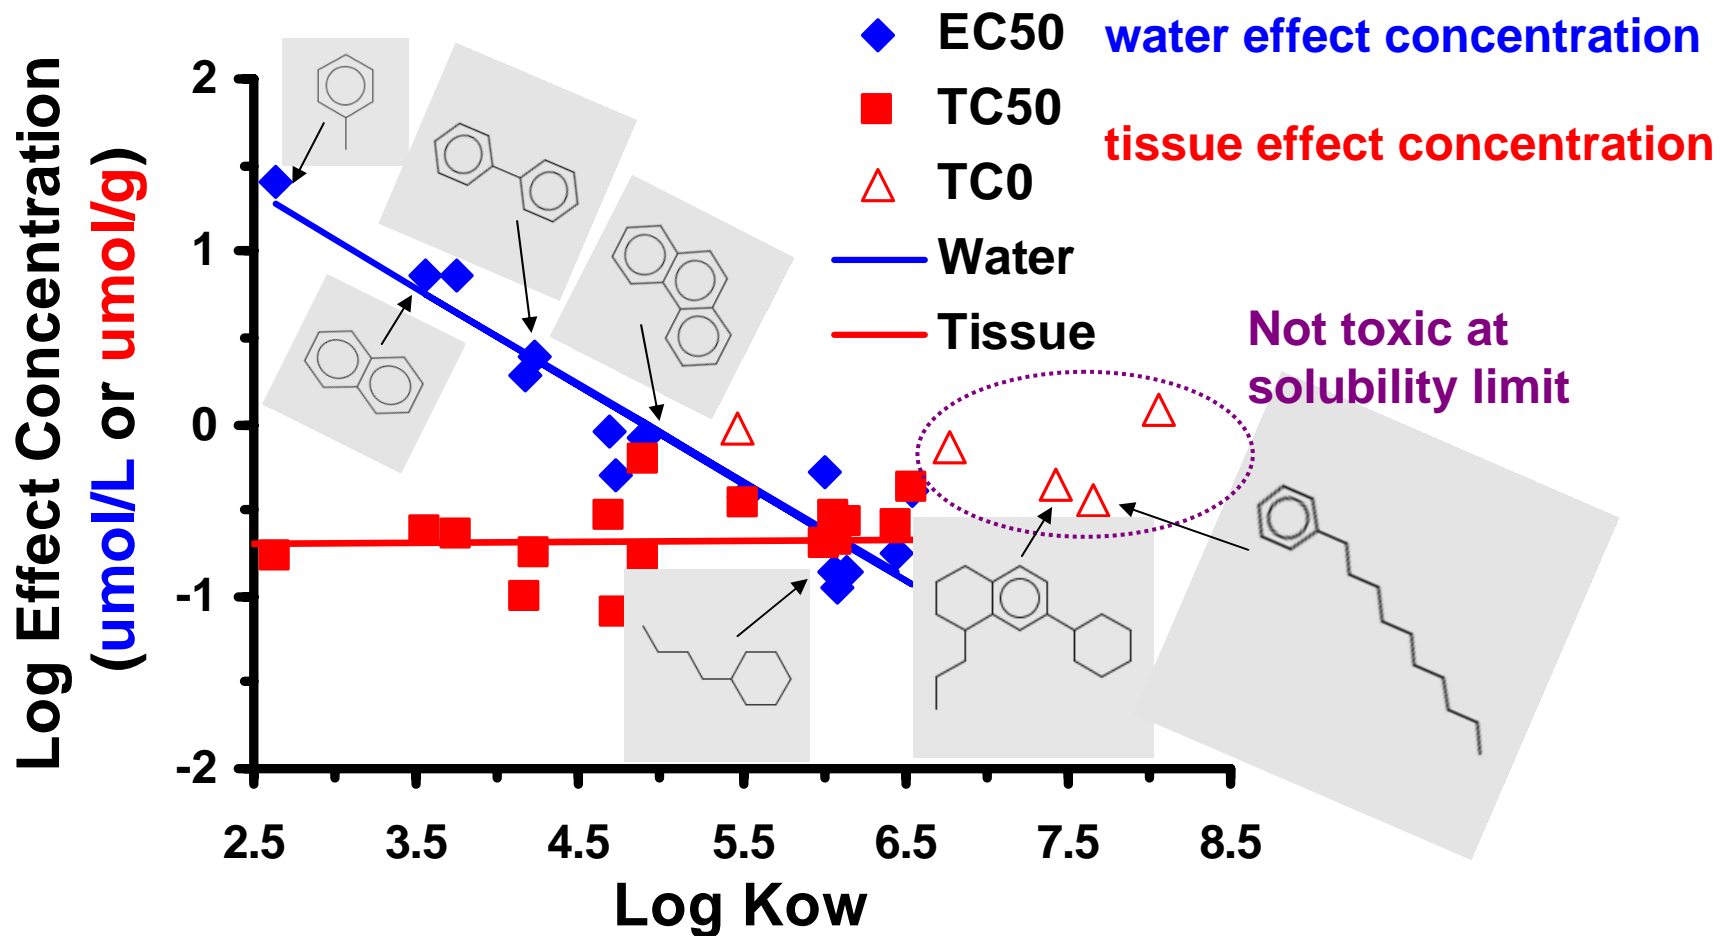 EC50 water effect concentration
TC50
tissue effect concentration
TC0
Water
Tissue
Not toxic at
solubility limit
Log Effect Concentration
(umol/L or umol/g)
2
1
0
-1
-2
2.5 3.5 4.5 5.5 6.5 7.5 8.5
Log Kow